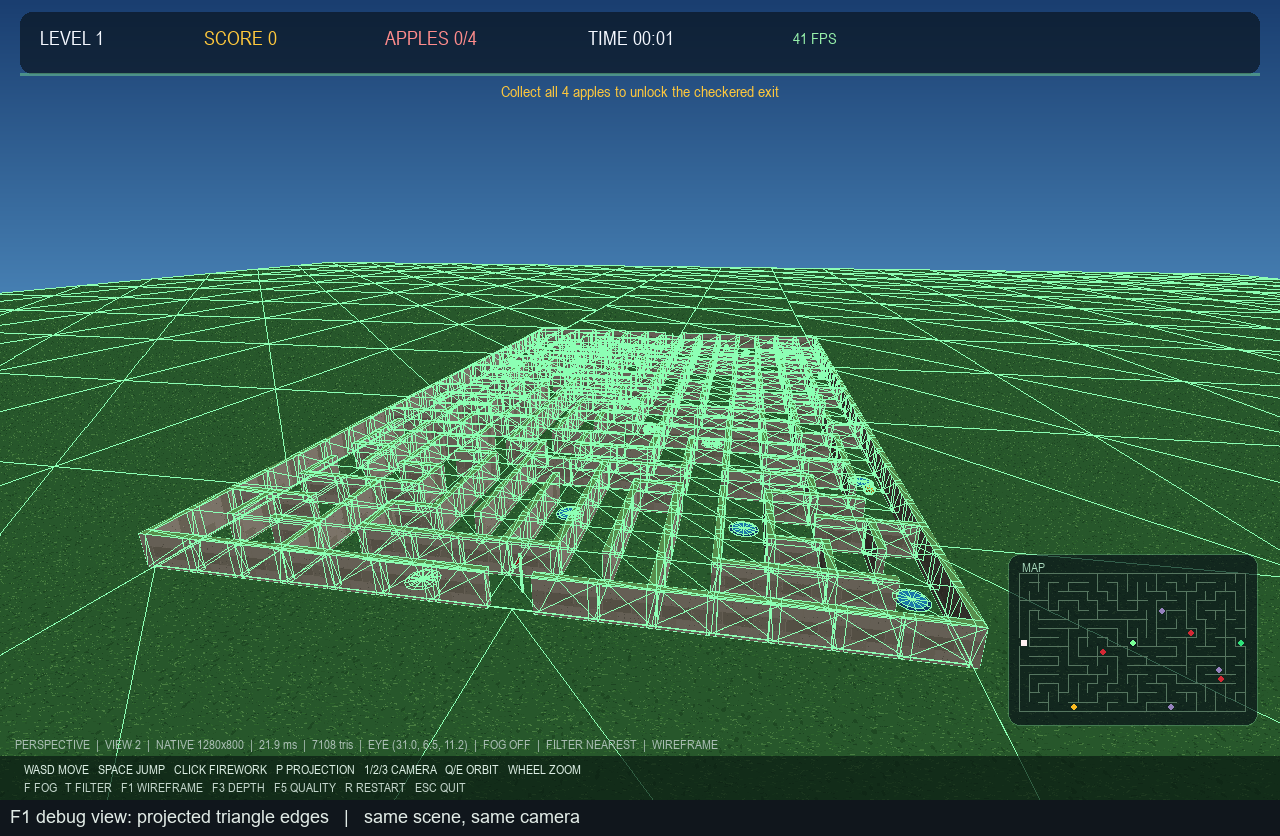 LEVEL 1 SCORE 0 APPLES 0/4 TIME 00:01 41 FPS
Collect all 4 apples to unlock the checkered exit
MAP
PERSPECTIVE | VIEW 2 | NATIVE 1280x800 | 21.9 ms | 7108 tris | EYE (31.0, 6.5, 11.2) | FOG OFF | FILTER NEAREST | WIREFRAME
WASD MOVE SPACE JUMP CLICK FIREWORK P PROJECTION 1/2/3 CAMERA Q/E ORBIT WHEEL ZOOM
F FOG T FILTER F1 WIREFRAME F3 DEPTH F5 QUALITY R RESTART ESC QUIT
F1 debug view: projected triangle edges | same scene, same camera